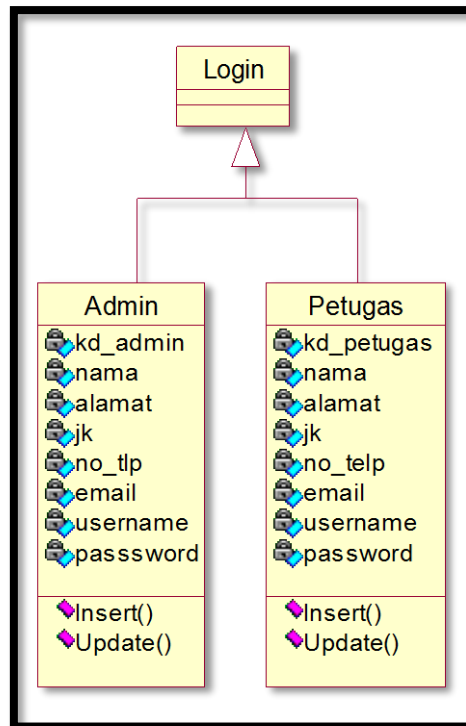 Login
Admin
kd_admin
nama
alamat
jk
no_tlp
email
username
passsword
Insert()
Update()
Petugas
kd_petugas
nama
alamat
jk
no_telp
email
username
password
Insert()
Update()